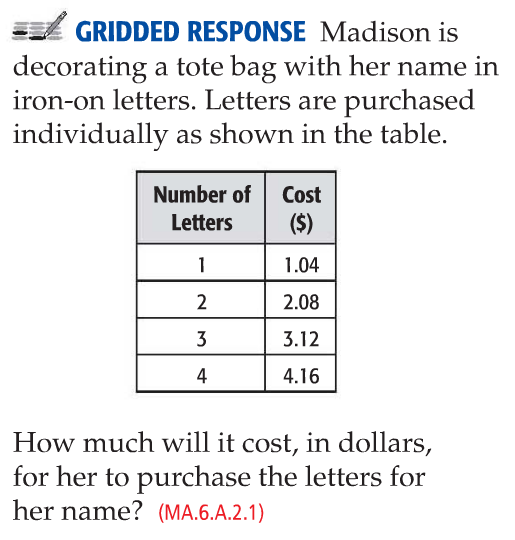 GRIDDED RESPONSE Madison is
decorating a tote bag with her name in
iron-on letters. Letters are purchased
individually as shown in the table.
Number of Letters Cost ($)
1 1.04
2 2.08
3 3.12
4 4.16
How much will it cost, in dollars,
for her to purchase the letters for
her name? (MA.6.A.2.1)